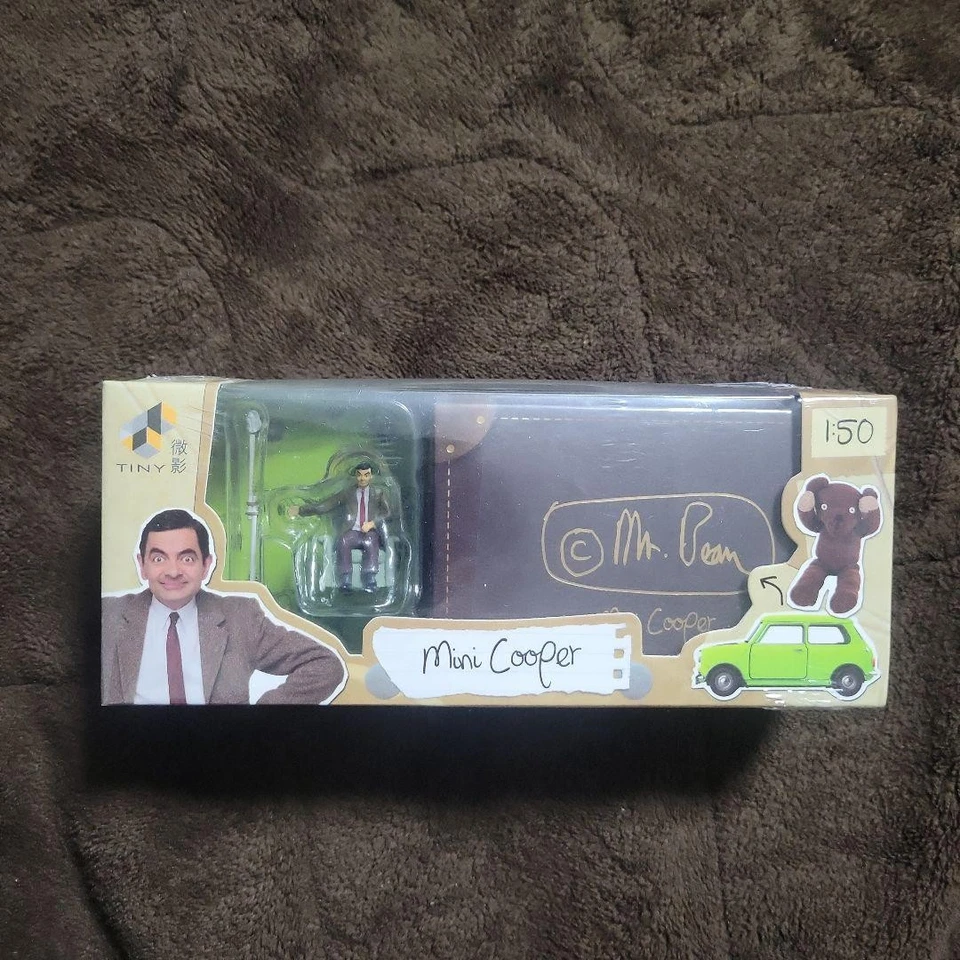 TINY 微影
1:50
© Mr. Bean
Cooper
Mini Cooper